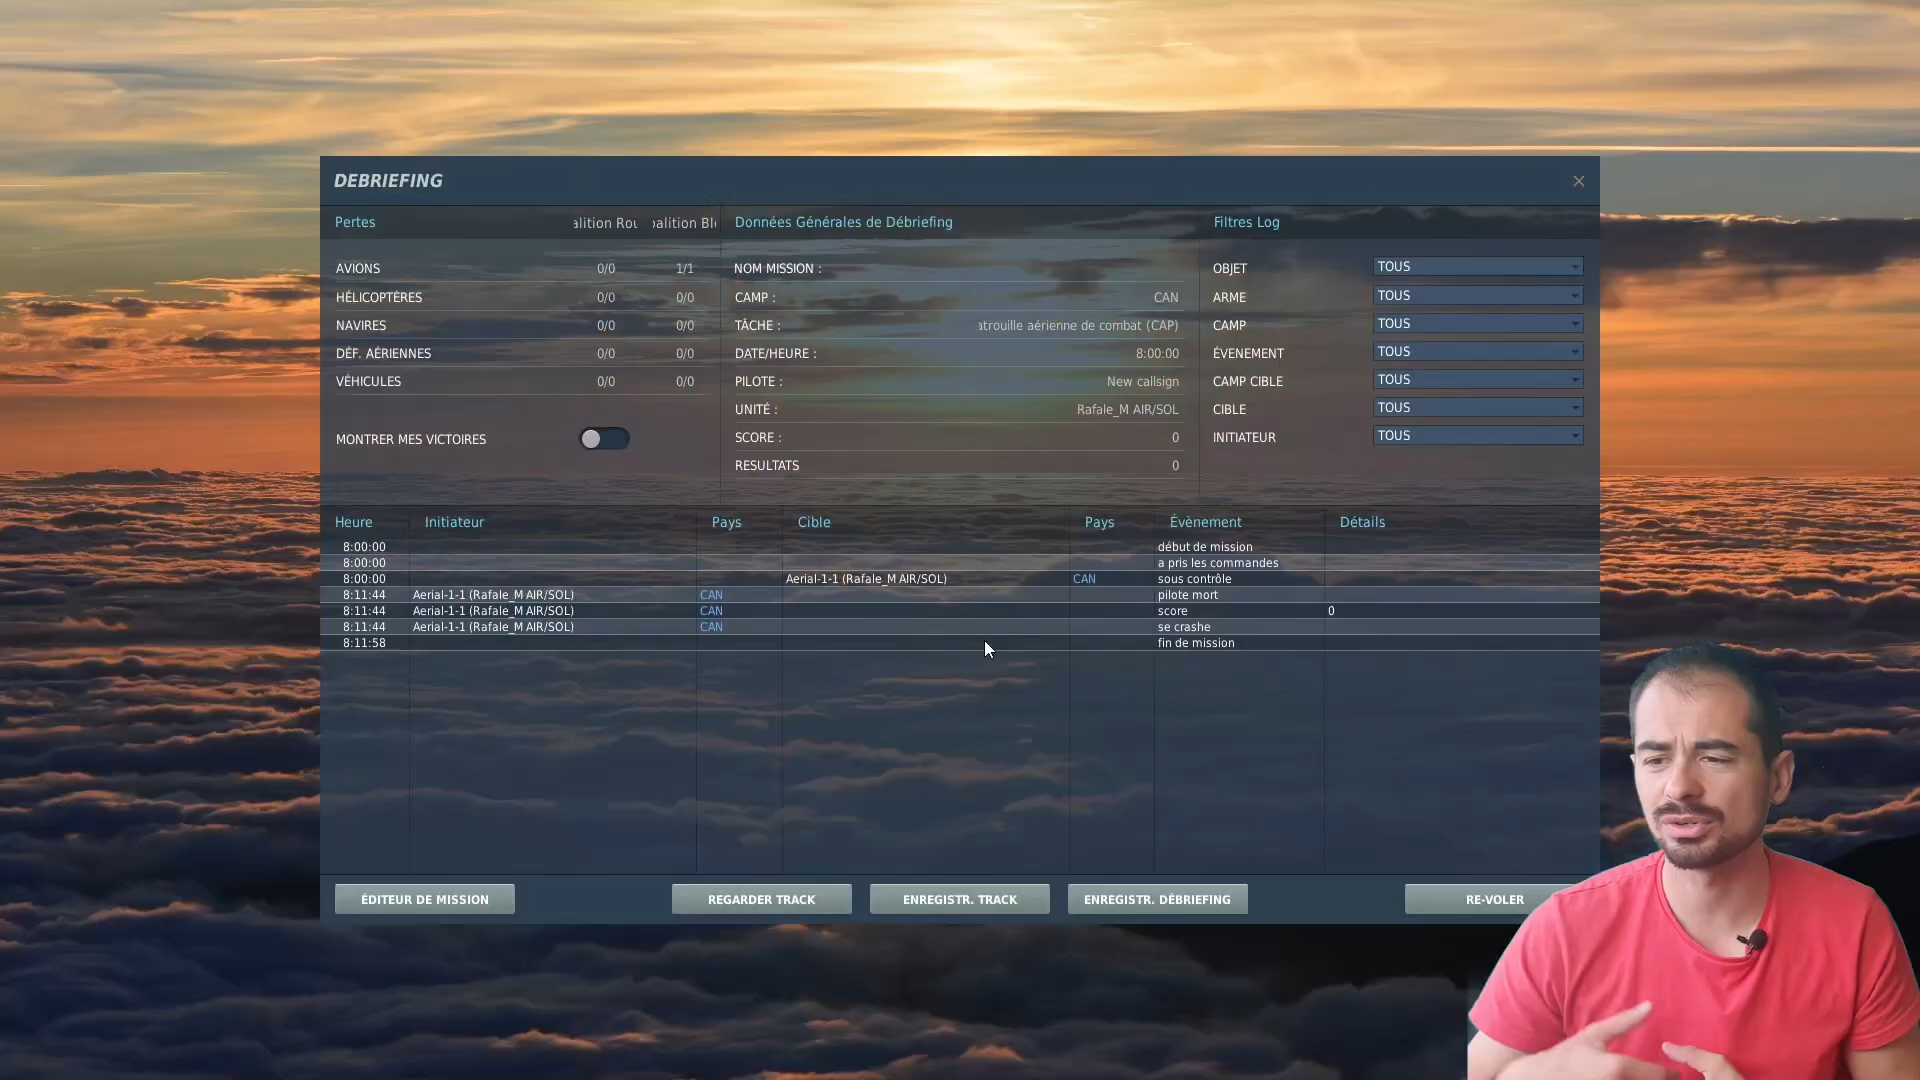 DEBRIEFING
Pertes alition Rou alition Ble Données Générales de Débriefing Filtres Log
AVIONS 0/0 1/1 NOM MISSION : OBJET TOUS
HÉLICOPTÈRES 0/0 0/0 CAMP : CAN ARME TOUS
NAVIRES 0/0 0/0 TÂCHE : atrouille aérienne de combat (CAP) CAMP TOUS
DÉF. AÉRIENNES 0/0 0/0 DATE/HEURE : 8:00:00 ÉVENEMENT TOUS
VÉHICULES 0/0 0/0 PILOTE : New callsign CAMP CIBLE TOUS
UNITÉ : Rafale_M AIR/SOL CIBLE TOUS
MONTRER MES VICTOIRES SCORE : 0 INITIATEUR TOUS
RESULTATS 0
Heure Initiateur Pays Cible Pays Évènement Détails
8:00:00 début de mission
8:00:00 a pris les commandes
8:00:00 Aerial-1-1 (Rafale_M AIR/SOL) CAN sous contrôle
8:11:44 Aerial-1-1 (Rafale_M AIR/SOL) CAN pilote mort
8:11:44 Aerial-1-1 (Rafale_M AIR/SOL) CAN score 0
8:11:44 Aerial-1-1 (Rafale_M AIR/SOL) CAN se crashe
8:11:58 fin de mission
ÉDITEUR DE MISSION REGARDER TRACK ENREGISTR. TRACK ENREGISTR. DÉBRIEFING RE-VOLER